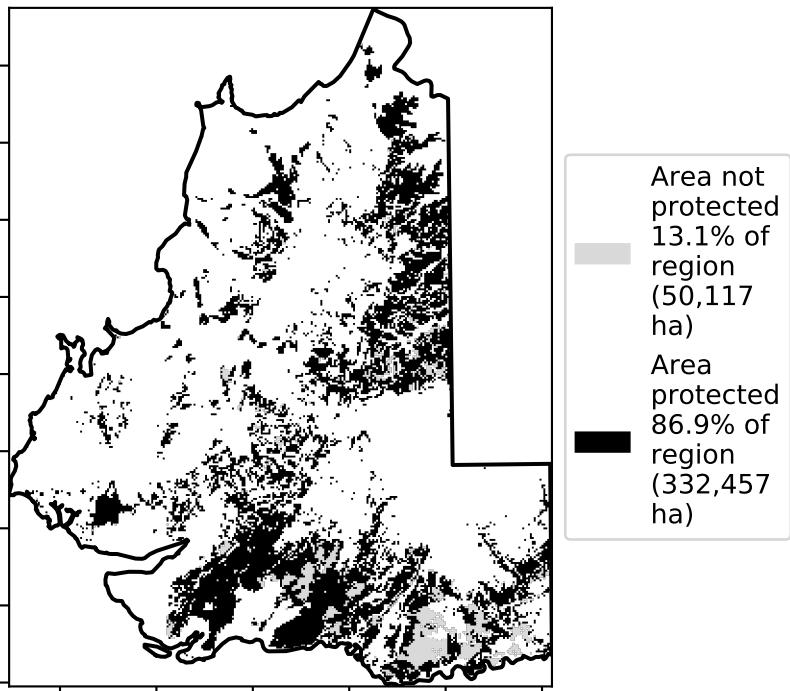 Area not
protected
13.1% of
region
(50,117
ha)
Area
protected
86.9% of
region
(332,457
ha)